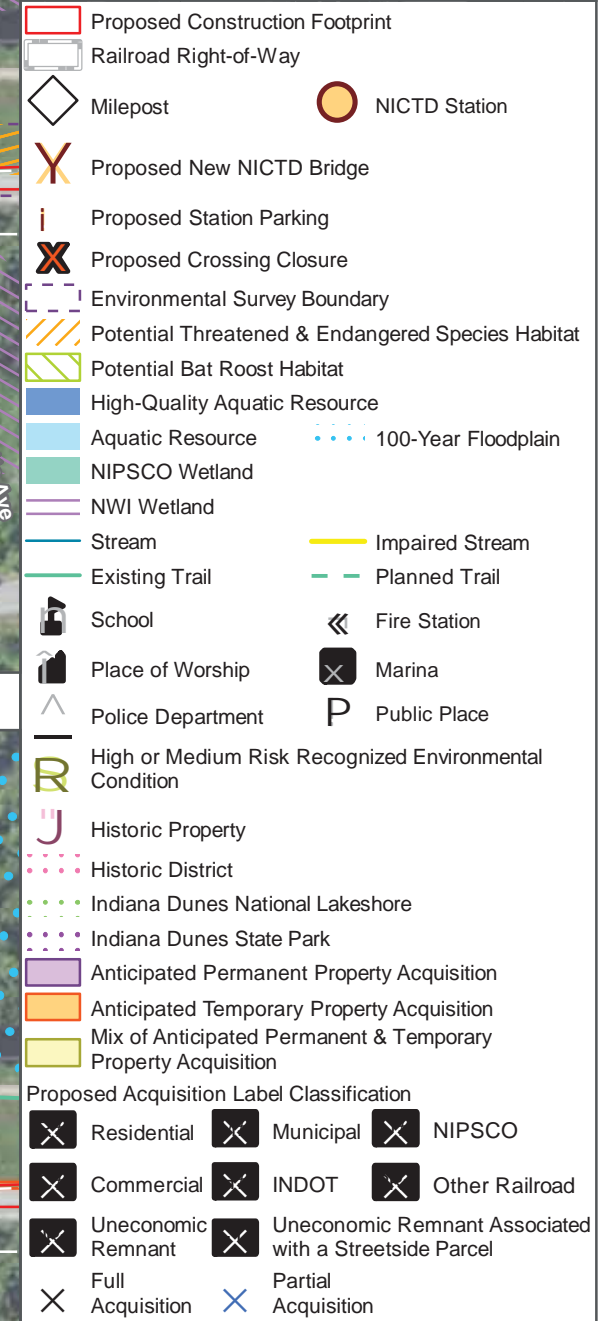 Proposed Construction Footprint
Railroad Right-of-Way
Milepost
NICTD Station
Y
Proposed New NICTD Bridge
i
Proposed Station Parking
X
Proposed Crossing Closure
Environmental Survey Boundary
Potential Threatened & Endangered Species Habitat
Potential Bat Roost Habitat
High-Quality Aquatic Resource
Aquatic Resource
100-Year Floodplain
NIPSCO Wetland
NWI Wetland
Ave
Stream
Impaired Stream
Existing Trail
Planned Trail
School
Fire Station
Place of Worship
Marina
Police Department
P
Public Place
R
High or Medium Risk Recognized Environmental
Condition
J
Historic Property
Historic District
Indiana Dunes National Lakeshore
Indiana Dunes State Park
Anticipated Permanent Property Acquisition
Anticipated Temporary Property Acquisition
Mix of Anticipated Permanent & Temporary
Property Acquisition
Proposed Acquisition Label Classification
Residential
Municipal
NIPSCO
Commercial
INDOT
Other Railroad
Uneconomic
Remnant
Uneconomic Remnant Associated
with a Streetside Parcel
Full
Acquisition
Partial
Acquisition